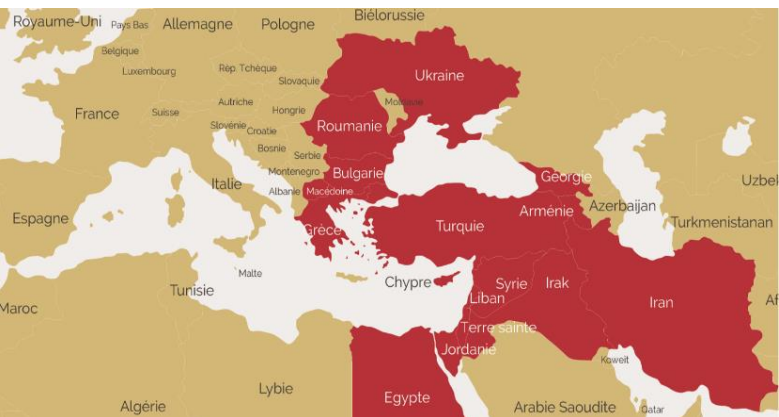 Biélorussie
Royaume-Uni
Pays Bas
Allemagne
Pologne
Belgique
Luxembourg
Rép. Tchèque
Ukraine
Slovaquie
France
Suisse
Autriche
Hongrie
Moldavie
Slovénie
Croatie
Roumanie
Bosnie
Serbie
Italie
Montenegro
Bulgarie
Georgie
Uzbek
Albanie
Macédoine
Espagne
Grèce
Turquie
Arménie
Azerbaijan
Turkmenistanan
Malte
Chypre
Syrie
Irak
Tunisie
Liban
Iran
Af
Maroc
Terre sainte
Jordanie
Koweit
Lybie
Algérie
Egypte
Arabie Saoudite
Qatar